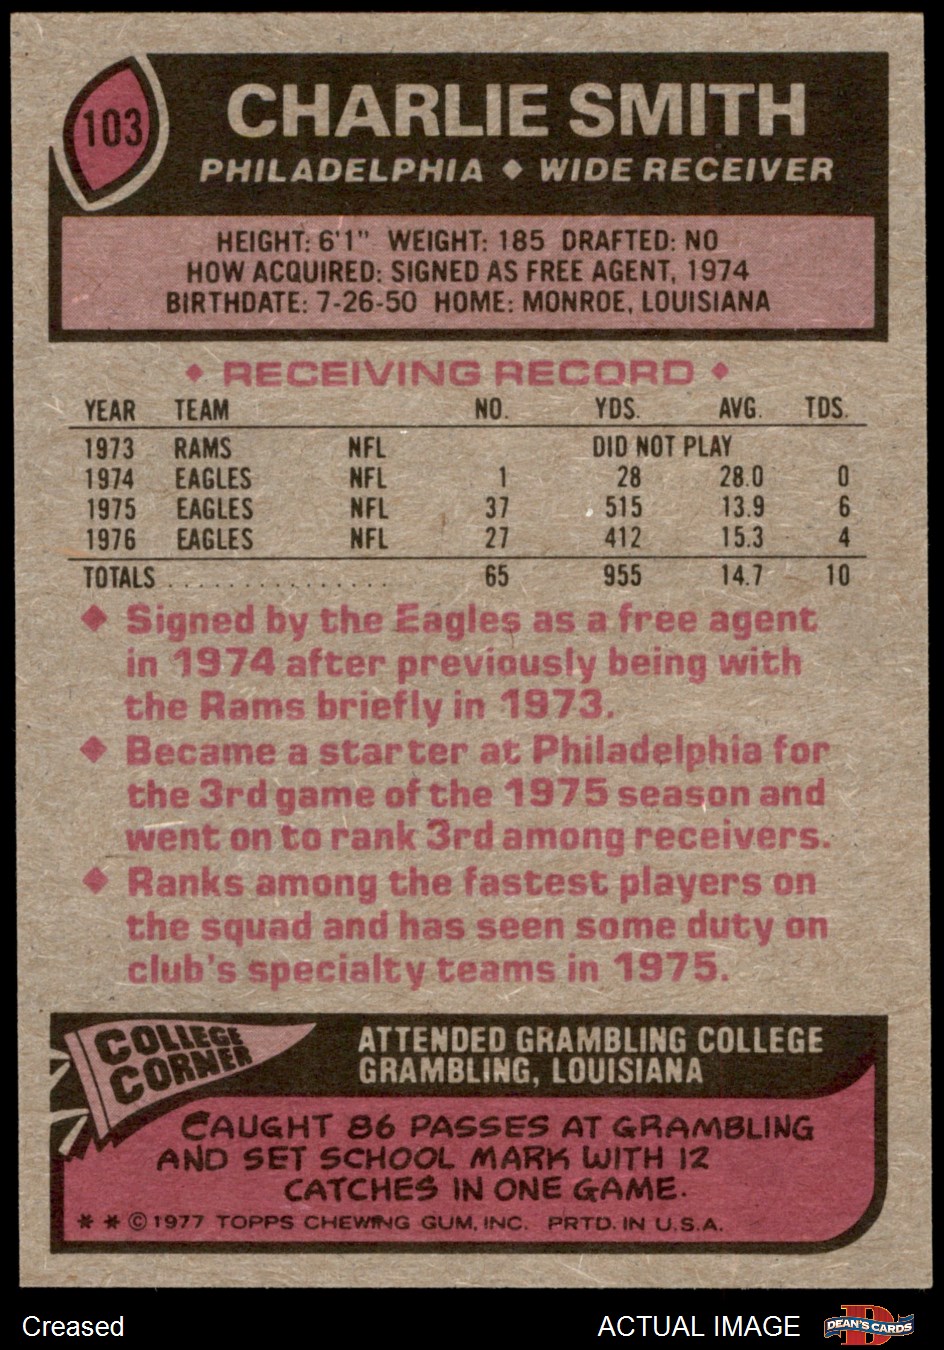 103
CHARLIE SMITH
PHILADELPHIA ◆ WIDE RECEIVER
HEIGHT: 6'1" WEIGHT: 185 DRAFTED: NO
HOW ACQUIRED: SIGNED AS FREE AGENT, 1974
BIRTHDATE: 7-26-50 HOME: MONROE, LOUISIANA
◆ RECEIVING RECORD ◆
YEAR TEAM NO. YDS. AVG. TDS.
1973 RAMS NFL DID NOT PLAY
1974 EAGLES NFL 1 28 28.0 0
1975 EAGLES NFL 37 515 13.9 6
1976 EAGLES NFL 27 412 15.3 4
TOTALS . . . . . . . . . . . . . . . . 65 955 14.7 10
◆ Signed by the Eagles as a free agent
in 1974 after previously being with
the Rams briefly in 1973.
◆ Became a starter at Philadelphia for
the 3rd game of the 1975 season and
went on to rank 3rd among receivers.
◆ Ranks among the fastest players on
the squad and has seen some duty on
club's specialty teams in 1975.
COLLEGE
CORNER
ATTENDED GRAMBLING COLLEGE
GRAMBLING, LOUISIANA
CAUGHT 86 PASSES AT GRAMBLING
AND SET SCHOOL MARK WITH 12
CATCHES IN ONE GAME.
* * © 1977 TOPPS CHEWING GUM, INC. PRTD. IN U.S.A.
Creased
ACTUAL IMAGE
D
DEAN'S CARDS